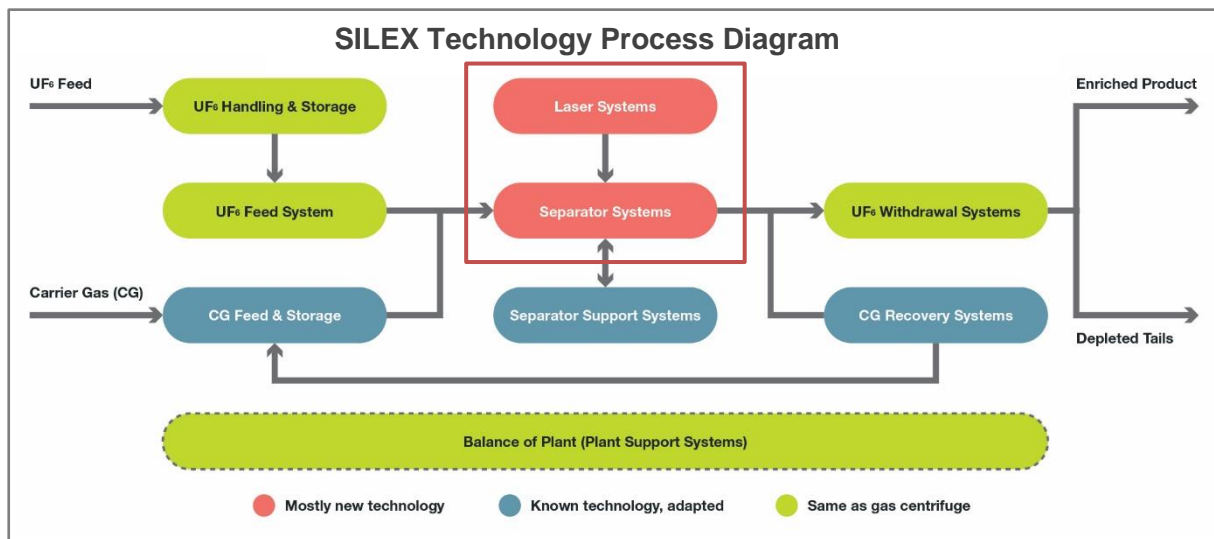 SILEX Technology Process Diagram
UF₆ Feed
UF₆ Handling & Storage
Laser Systems
Enriched Product
UF₆ Feed System
Separator Systems
UF₆ Withdrawal Systems
Carrier Gas (CG)
CG Feed & Storage
Separator Support Systems
CG Recovery Systems
Depleted Tails
Balance of Plant (Plant Support Systems)
Mostly new technology
Known technology, adapted
Same as gas centrifuge